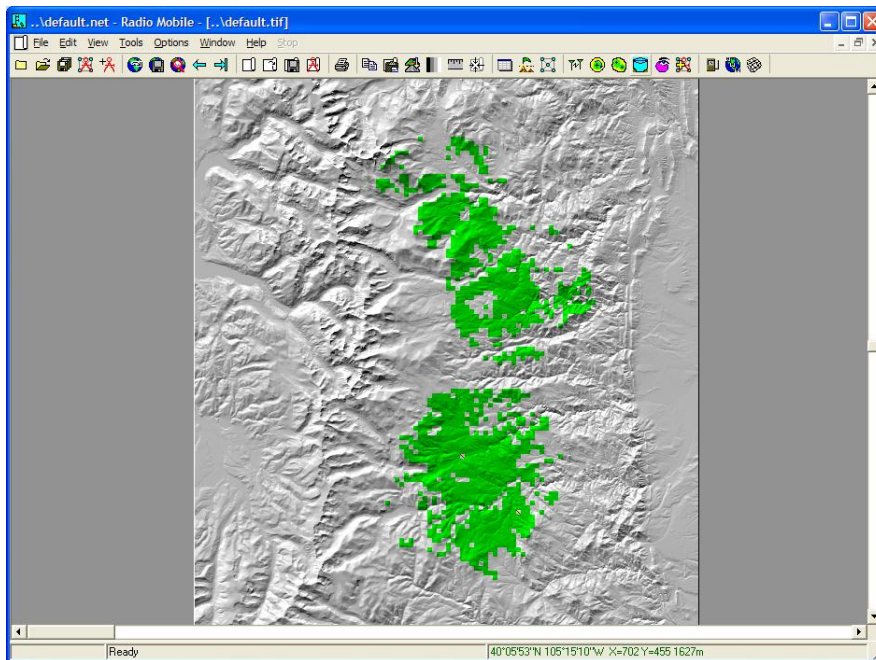 ..\default.net - Radio Mobile - [..\default.tif]
File Edit View Tools Options Window Help Stop
Ready
40°05'53"N 105°15'10"W X=702 Y=455 1627m